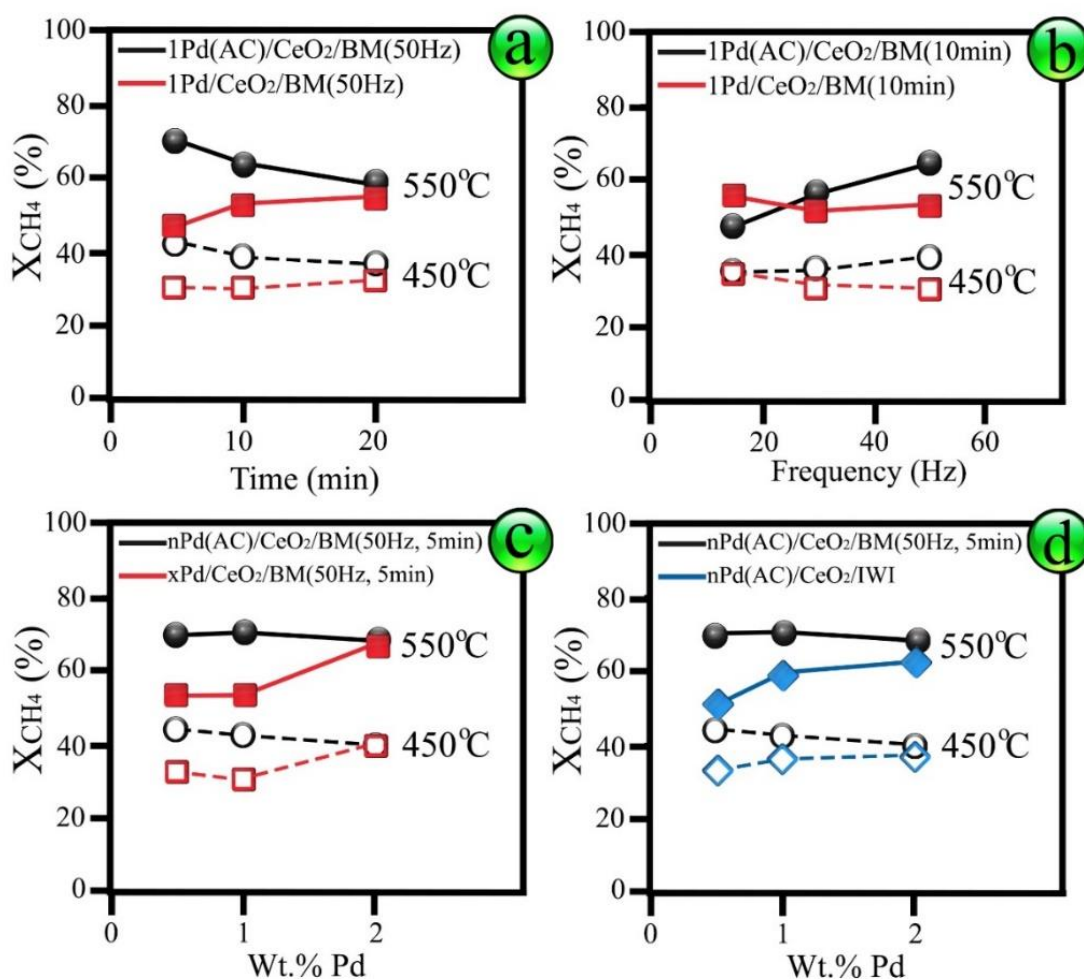 a
100
80
60
40
20
0
X_CH₄ (%)
1Pd(AC)/CeO₂/BM(50Hz)
1Pd/CeO₂/BM(50Hz)
550℃
450℃
0 10 20
Time (min)
b
100
80
60
40
20
0
X_CH₄ (%)
1Pd(AC)/CeO₂/BM(10min)
1Pd/CeO₂/BM(10min)
550℃
450℃
0 20 40 60
Frequency (Hz)
c
100
80
60
40
20
0
X_CH₄ (%)
nPd(AC)/CeO₂/BM(50Hz, 5min)
xPd/CeO₂/BM(50Hz, 5min)
550℃
450℃
0 1 2
Wt.% Pd
d
100
80
60
40
20
0
X_CH₄ (%)
nPd(AC)/CeO₂/BM(50Hz, 5min)
nPd(AC)/CeO₂/IWI
550℃
450℃
0 1 2
Wt.% Pd